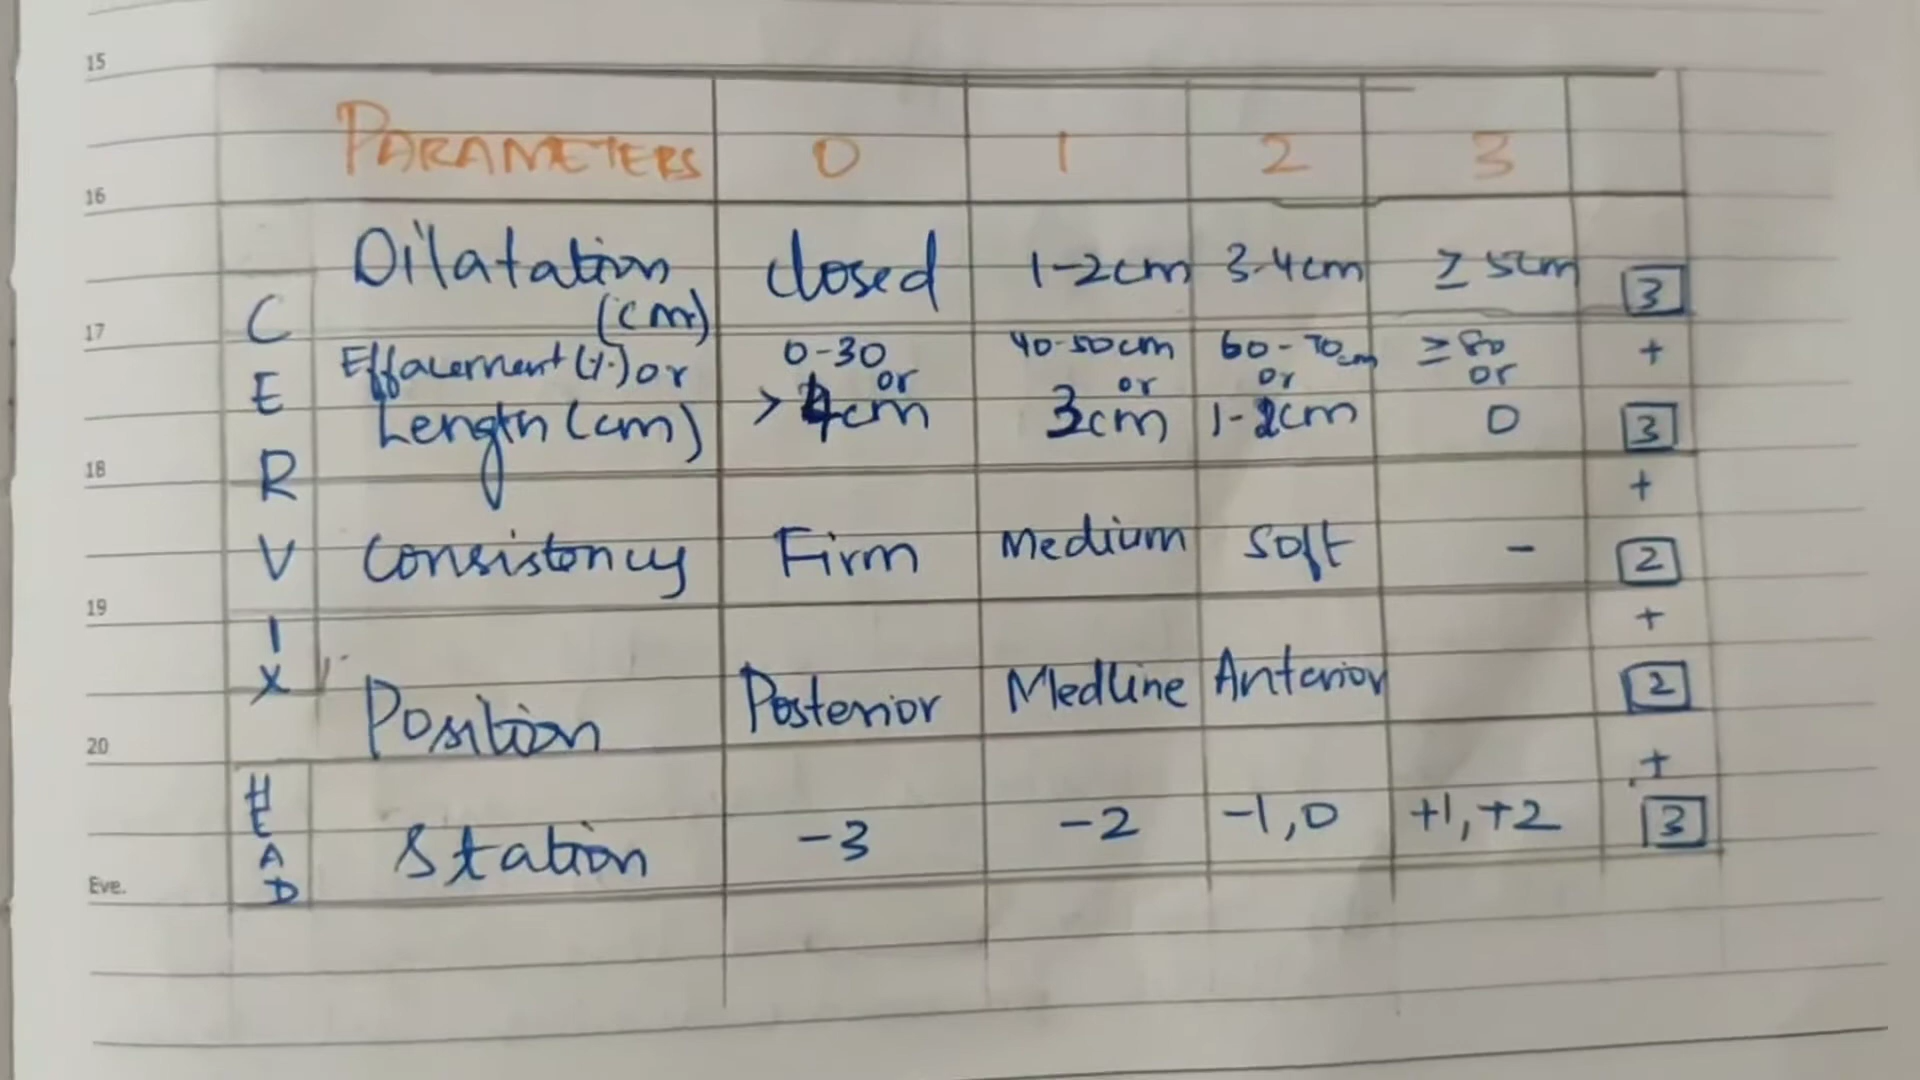 15
PARAMETERS 0 1 2 3
16
Dilatation (cm) closed 1-2cm 3-4cm ≥ 5cm 3
17
+
Effacement (%) or Length (cm) 0-30 or > 4cm 40-50cm or 3cm 60-70cm or 1-2cm ≥ 80 or 0 3
18
+
Consistency Firm Medium Soft - 2
19
+
Position Posterior Medline Anterior 2
20
+
Station -3 -2 -1,0 +1,+2 3
Eve.
CERVIX
HEAD